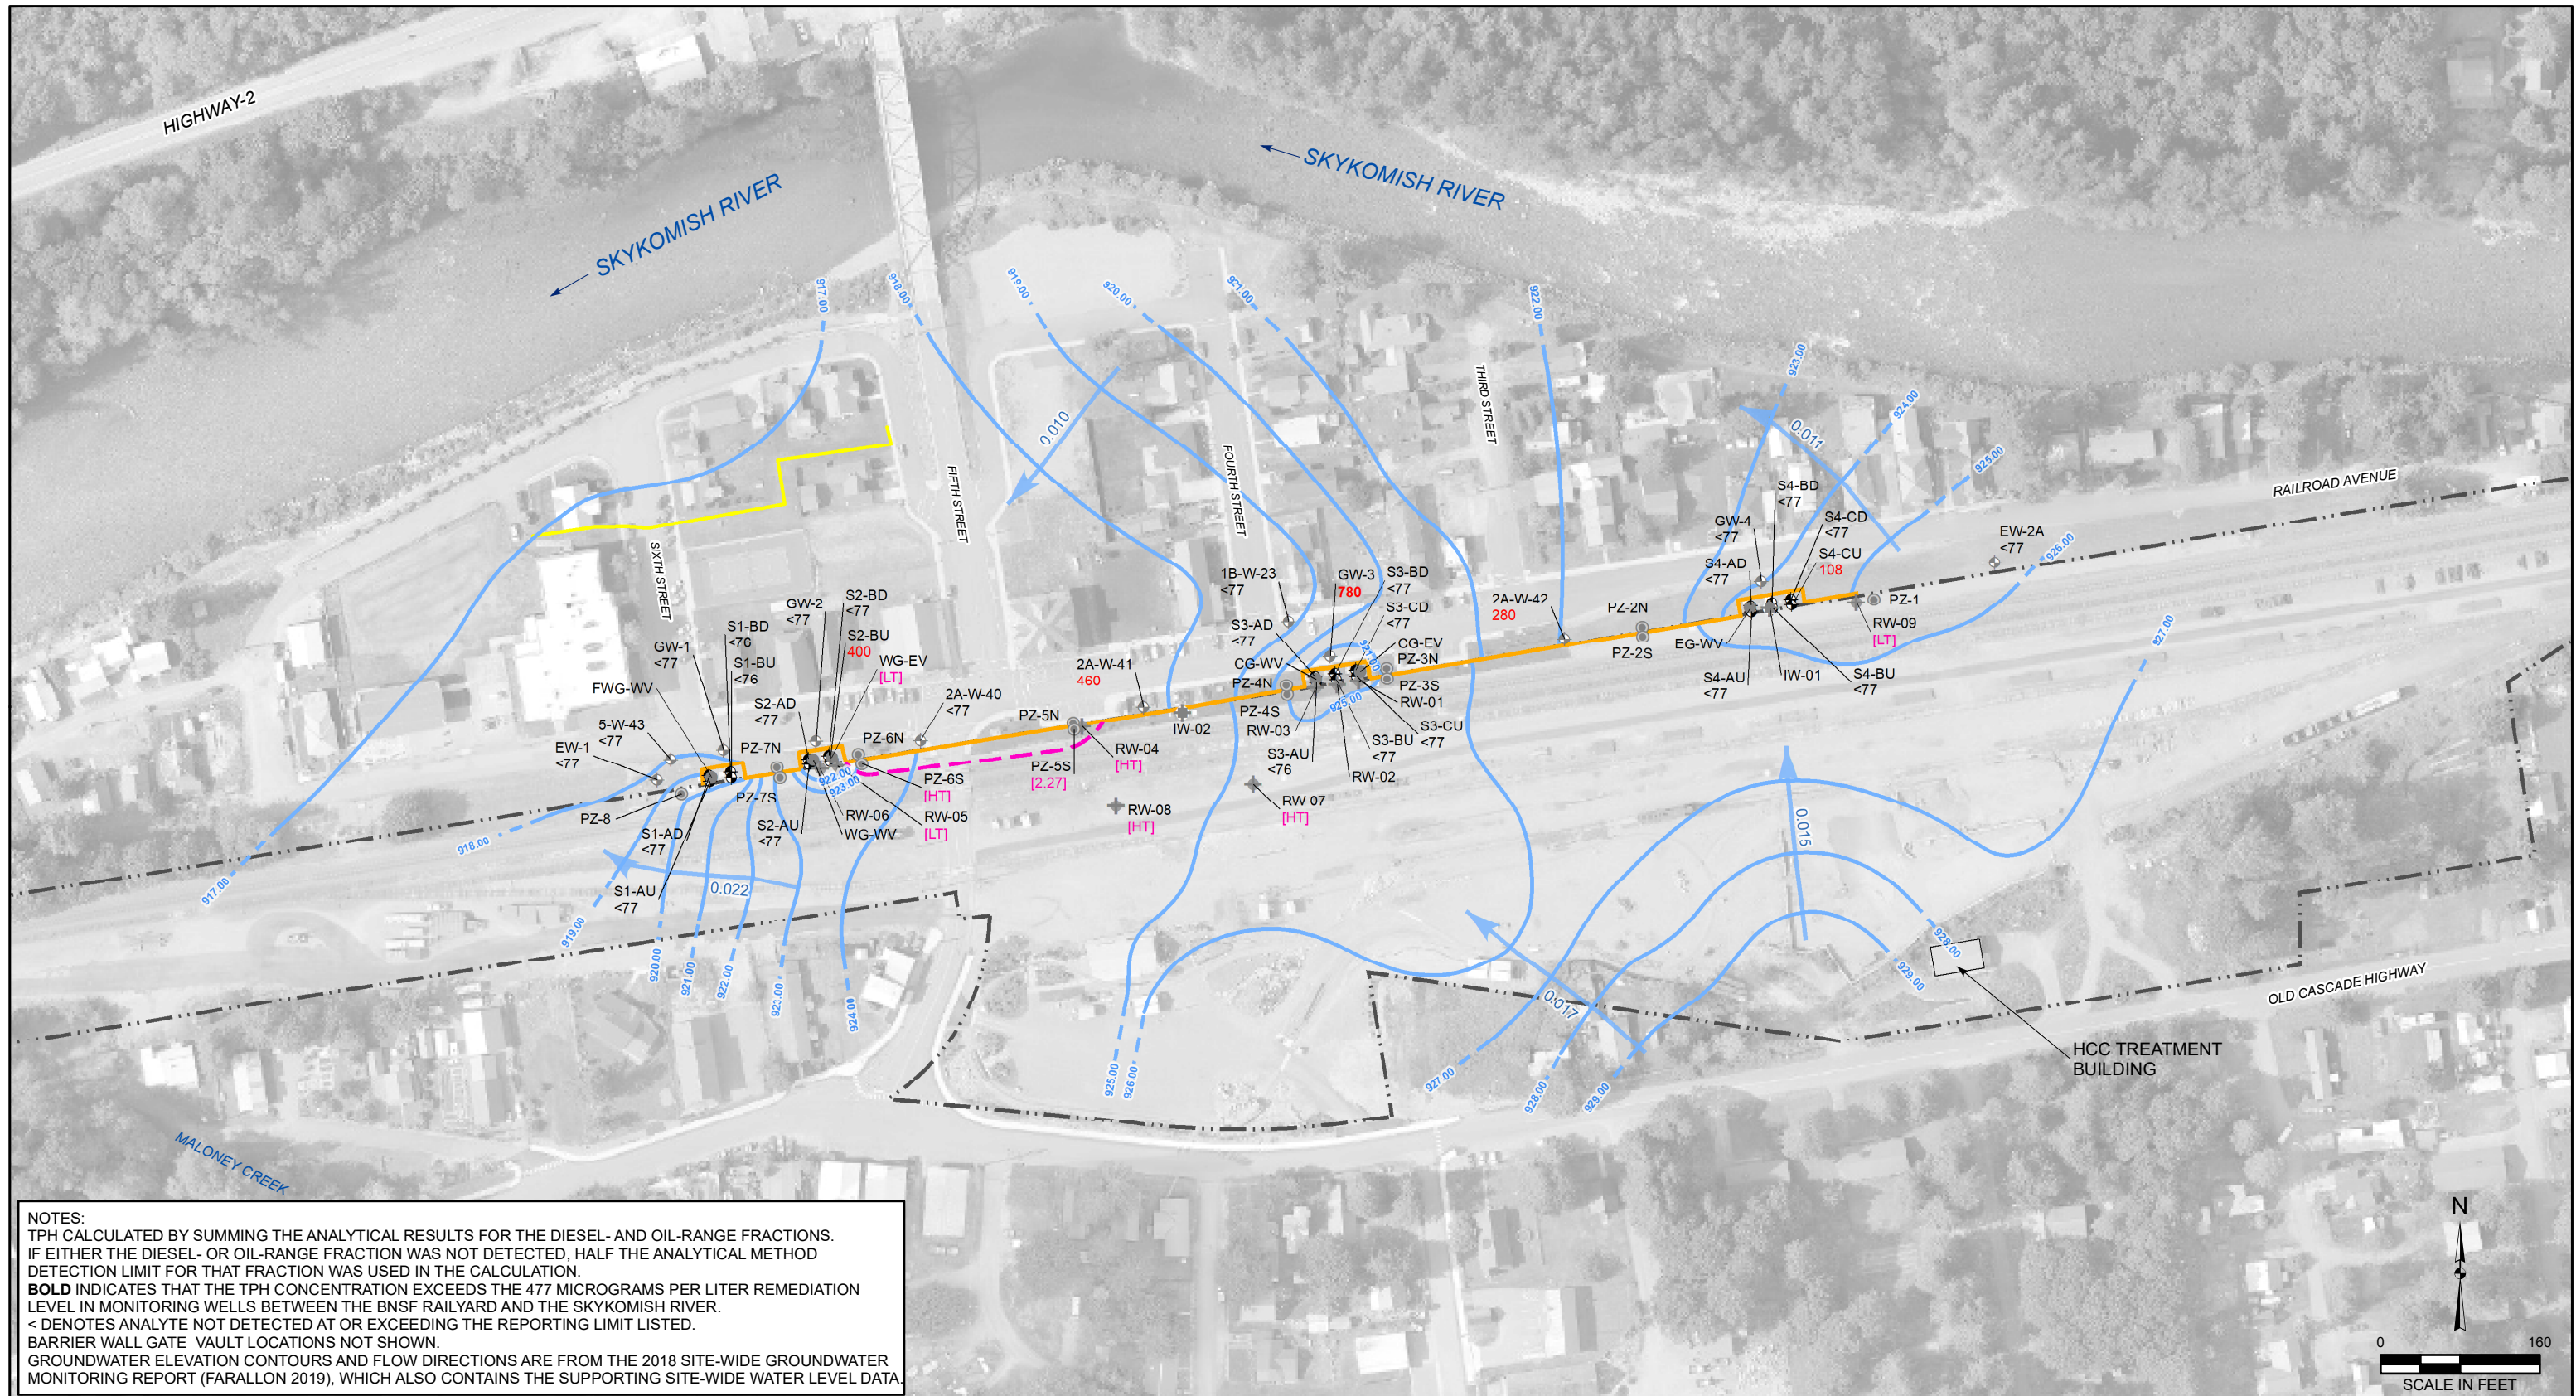 HIGHWAY-2
SKYKOMISH RIVER
SKYKOMISH RIVER
917.00
918.00
919.00
920.00
921.00
922.00
923.00
924.00
925.00
926.00
927.00
0.010
0.011
THIRD STREET
FOURTH STREET
FIFTH STREET
SIXTH STREET
RAILROAD AVENUE
EW-2A
<77
S4-BD
<77
GW-4
<77
S4-CD
<77
S4-AD
<77
S4-CU
108
PZ-1
RW-09
[LT]
EG-WV
S4-AU
<77
IW-01
S4-BU
<77
PZ-2N
PZ-2S
2A-W-42
280
1B-W-23
<77
GW-3
780
S3-BD
<77
S3-CD
<77
S3-AD
<77
CG-EV
921.00
CG-WV
PZ-3N
PZ-3S
PZ-4N
PZ-4S
925.00
RW-01
RW-03
S3-CU
<77
S3-BU
<77
S3-AU
<76
RW-02
2A-W-41
460
IW-02
PZ-5N
RW-04
[HT]
PZ-5S
[2.27]
RW-08
[HT]
RW-07
[HT]
GW-2
<77
S2-BD
<77
S2-BU
400
WG-EV
[LT]
2A-W-40
<77
S2-AD
<77
PZ-6N
PZ-6S
[HT]
922.00
923.00
RW-06
RW-05
[LT]
WG-WV
S2-AU
<77
S1-BD
<76
S1-BU
<76
GW-1
<77
FWG-WV
PZ-7N
PZ-7S
5-W-43
<77
EW-1
<77
PZ-8
S1-AD
<77
S1-AU
<77
0.022
0.015
0.017
918.00
917.00
919.00
920.00
921.00
922.00
923.00
924.00
925.00
926.00
927.00
928.00
929.00
928.00
929.00
OLD CASCADE HIGHWAY
HCC TREATMENT
BUILDING
MALONEY CREEK
NOTES:
TPH CALCULATED BY SUMMING THE ANALYTICAL RESULTS FOR THE DIESEL- AND OIL-RANGE FRACTIONS.
IF EITHER THE DIESEL- OR OIL-RANGE FRACTION WAS NOT DETECTED, HALF THE ANALYTICAL METHOD
DETECTION LIMIT FOR THAT FRACTION WAS USED IN THE CALCULATION.
BOLD INDICATES THAT THE TPH CONCENTRATION EXCEEDS THE 477 MICROGRAMS PER LITER REMEDIATION
LEVEL IN MONITORING WELLS BETWEEN THE BNSF RAILYARD AND THE SKYKOMISH RIVER.
< DENOTES ANALYTE NOT DETECTED AT OR EXCEEDING THE REPORTING LIMIT LISTED.
BARRIER WALL GATE VAULT LOCATIONS NOT SHOWN.
GROUNDWATER ELEVATION CONTOURS AND FLOW DIRECTIONS ARE FROM THE 2018 SITE-WIDE GROUNDWATER
MONITORING REPORT (FARALLON 2019), WHICH ALSO CONTAINS THE SUPPORTING SITE-WIDE WATER LEVEL DATA.
N
0 160
SCALE IN FEET